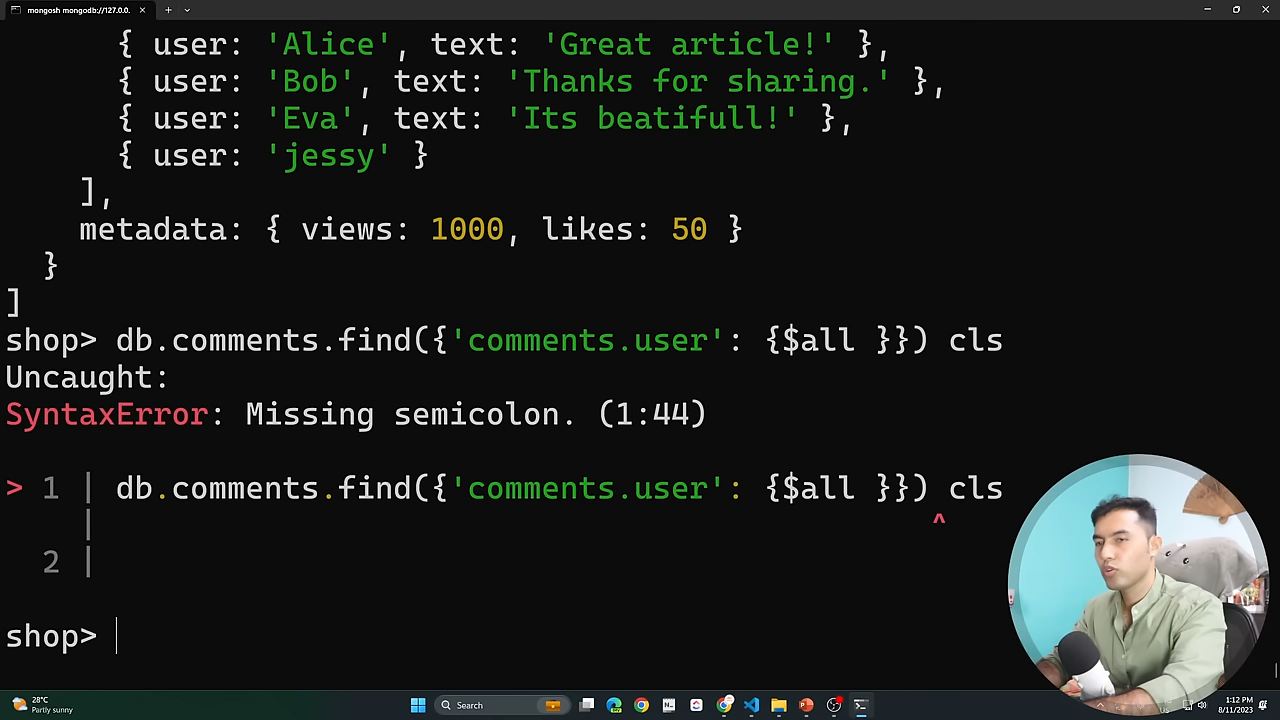 mongosh mongodb://127.0.0.
{ user: 'Alice', text: 'Great article!' },
{ user: 'Bob', text: 'Thanks for sharing.' },
{ user: 'Eva', text: 'Its beatifull!' },
{ user: 'jessy' }
],
metadata: { views: 1000, likes: 50 }
}
]
shop> db.comments.find({'comments.user': {$all }}) cls
Uncaught:
SyntaxError: Missing semicolon. (1:44)
> 1 | db.comments.find({'comments.user': {$all }}) cls
| ^
2 |
shop>
28°C
Partly sunny
Search
1:12 PM
8/11/2023